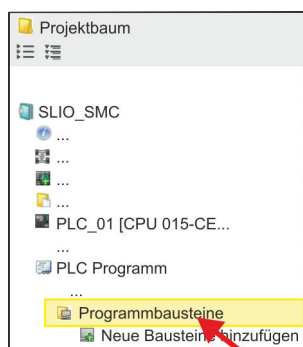 Projektbaum
SLIO_SMC
...
...
...
...
PLC_01 [CPU 015-CE...
...
PLC Programm
...
Programmbausteine
Neue Bausteine hinzufügen